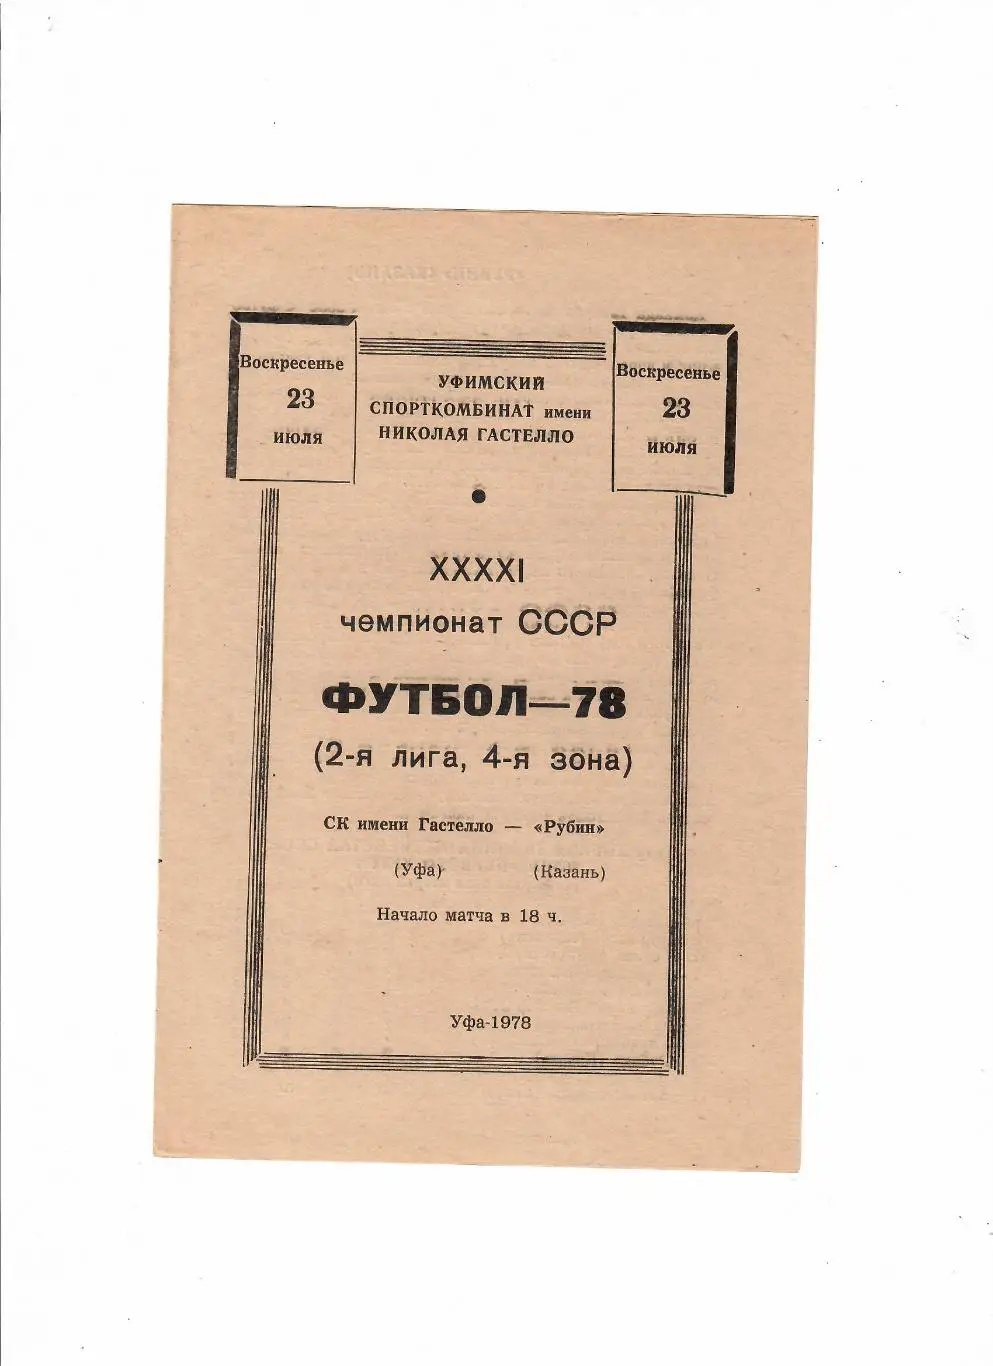 Воскресенье
23
июля
УФИМСКИЙ
СПОРТКОМБИНАТ имени
НИКОЛАЯ ГАСТЕЛЛО
Воскресенье
23
июля
XXXXI
чемпионат СССР
ФУТБОЛ—78
(2-я лига, 4-я зона)
СК имени Гастелло — «Рубин»
(Уфа) (Казань)
Начало матча в 18 ч.
Уфа-1978